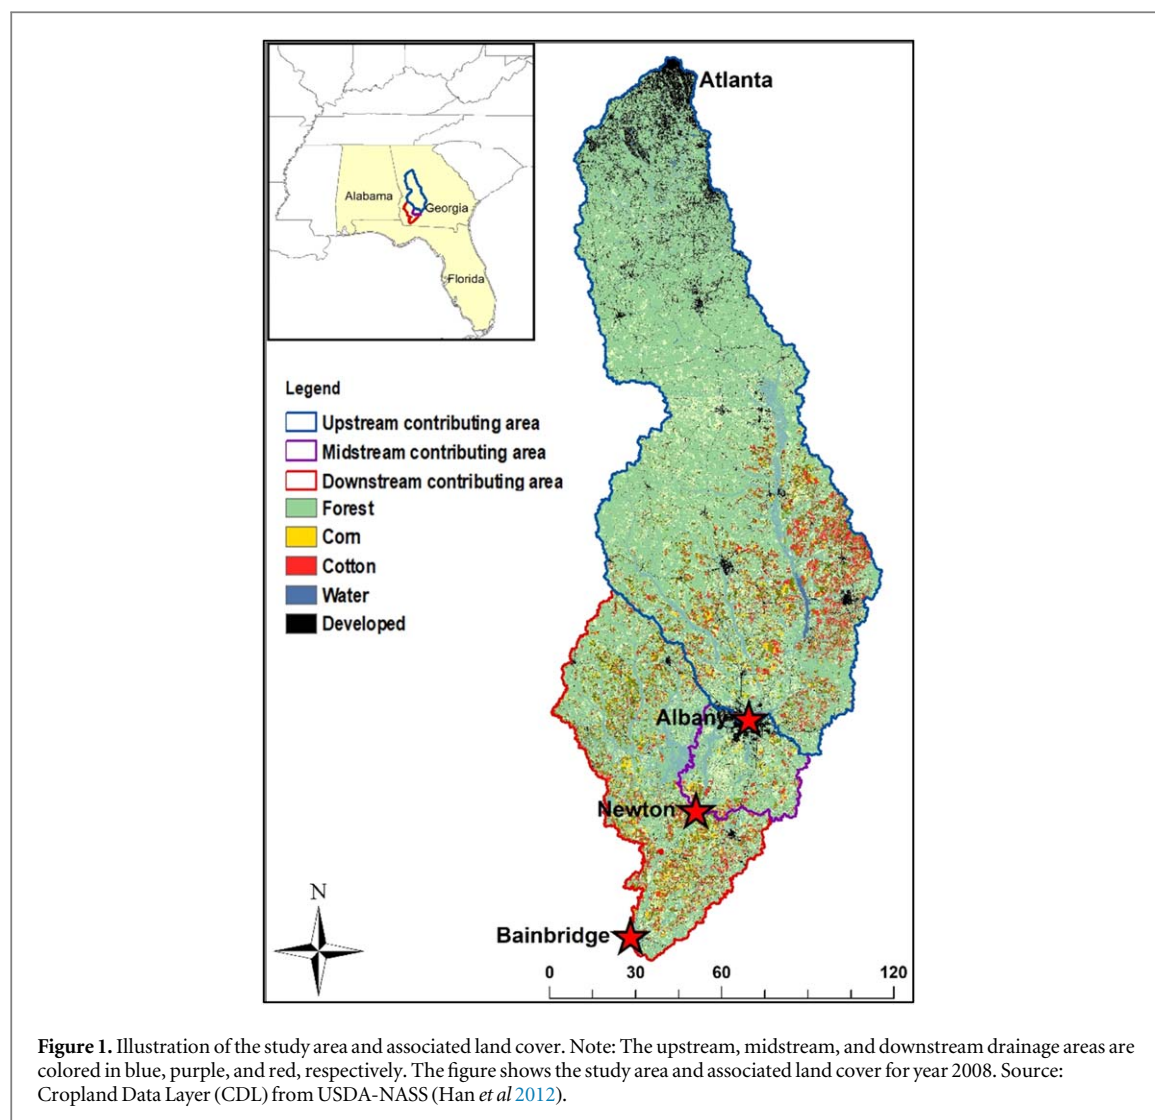 Atlanta
Alabama
Georgia
Florida
Legend
Upstream contributing area
Midstream contributing area
Downstream contributing area
Forest
Corn
Cotton
Water
Developed
Albany
Newton
Bainbridge
N
0 30 60 120
Figure 1. Illustration of the study area and associated land cover. Note: The upstream, midstream, and downstream drainage areas are
colored in blue, purple, and red, respectively. The figure shows the study area and associated land cover for year 2008. Source:
Cropland Data Layer (CDL) from USDA-NASS (Han et al 2012).